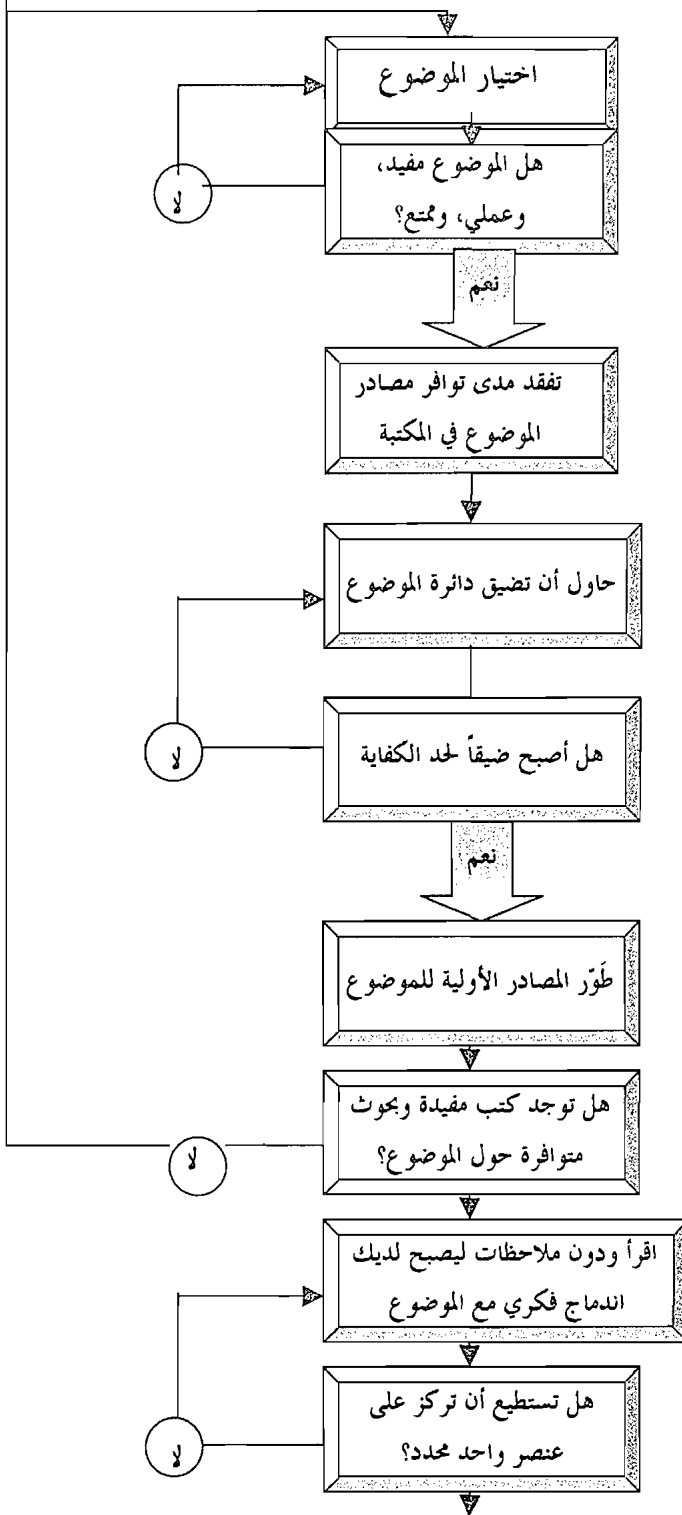 اختيار الموضوع
هل الموضوع مفيد،
وعملي، وممتع؟
لا
نعم
تفقد مدى توافر مصادر
الموضوع في المكتبة
حاول أن تضيق دائرة الموضوع
هل أصبح ضيقاً لحد الكفاية
لا
نعم
طَوّر المصادر الأولية للموضوع
هل توجد كتب مفيدة وبحوث
متوافرة حول الموضوع؟
لا
اقرأ ودون ملاحظات ليصبح لديك
اندماج فكري مع الموضوع
هل تستطيع أن تركز على
عنصر واحد محدد؟
لا